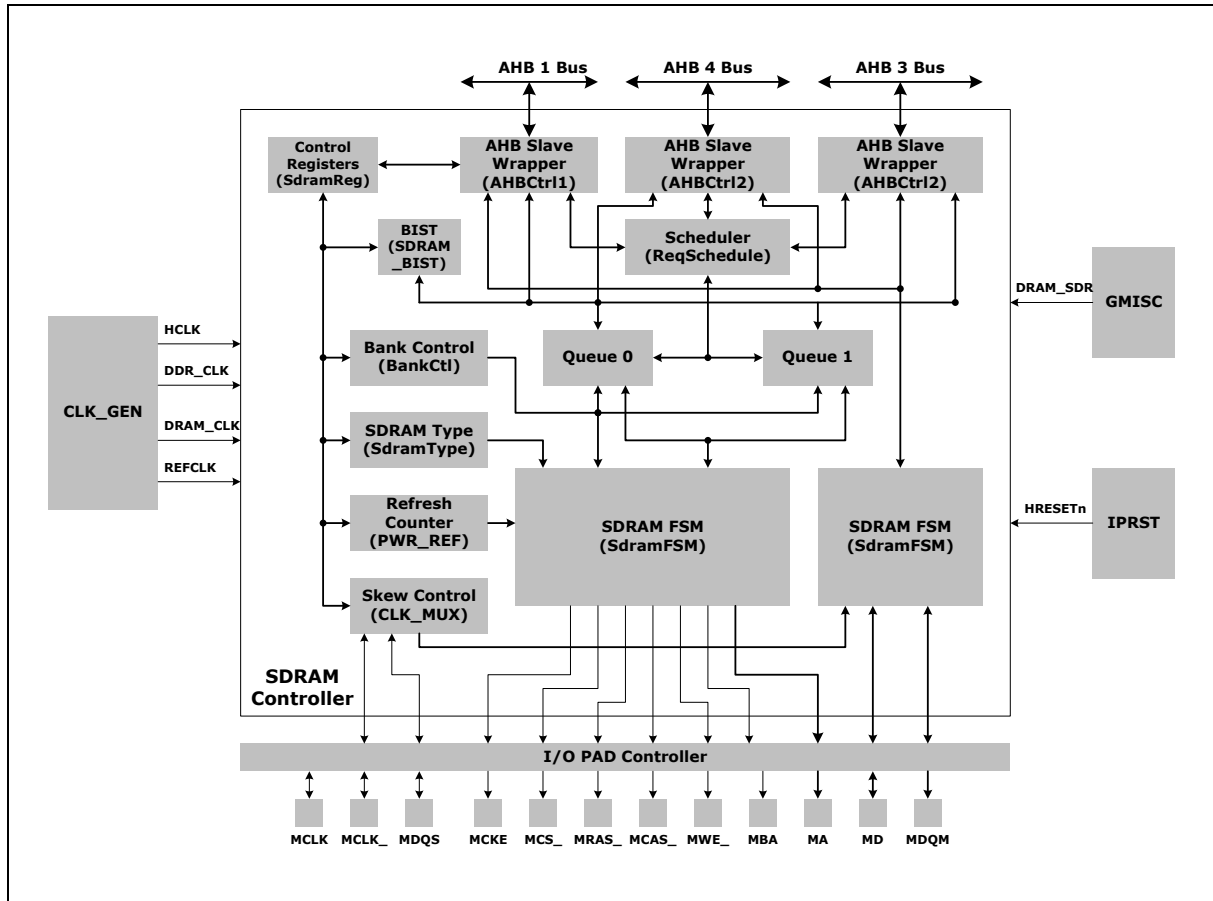 AHB 1 Bus
AHB 4 Bus
AHB 3 Bus
Control
Registers
(SdramReg)
AHB Slave
Wrapper
(AHBCtrl1)
AHB Slave
Wrapper
(AHBCtrl2)
AHB Slave
Wrapper
(AHBCtrl2)
BIST
(SDRAM
_BIST)
Scheduler
(ReqSchedule)
DRAM_SDR
GMISC
HCLK
DDR_CLK
DRAM_CLK
REFCLK
CLK_GEN
Bank Control
(BankCtl)
Queue 0
Queue 1
SDRAM Type
(SdramType)
Refresh
Counter
(PWR_REF)
SDRAM FSM
(SdramFSM)
SDRAM FSM
(SdramFSM)
HRESETn
IPRST
Skew Control
(CLK_MUX)
SDRAM
Controller
I/O PAD Controller
MCLK
MCLK_
MDQS
MCKE
MCS_
MRAS_
MCAS_
MWE_
MBA
MA
MD
MDQM